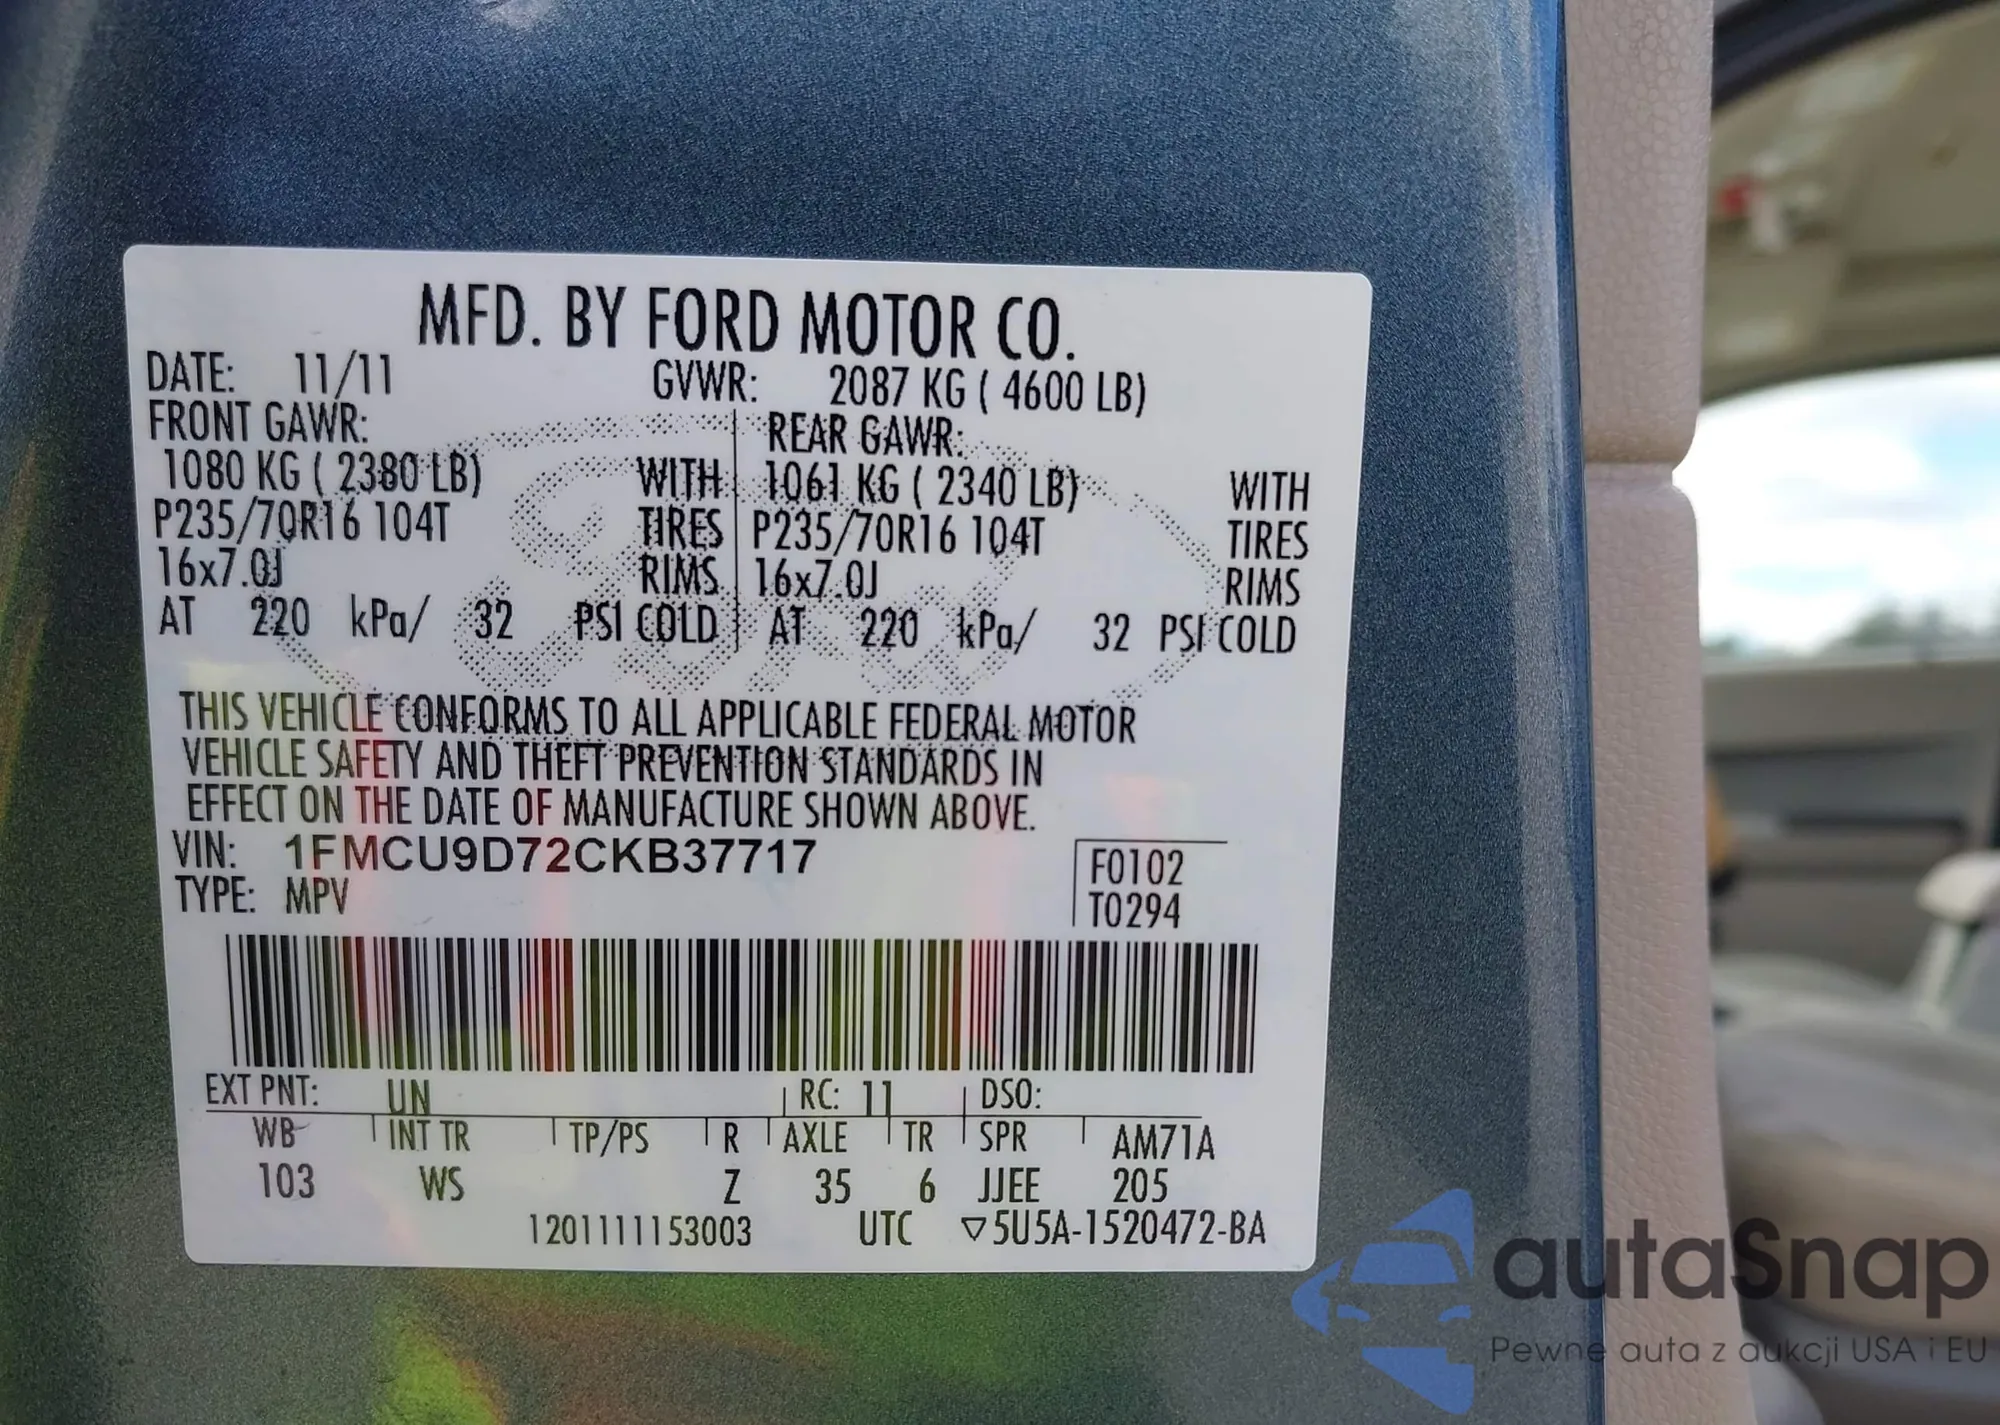 MFD. BY FORD MOTOR CO.
DATE: 11/11 GVWR: 2087 KG ( 4600 LB)
FRONT GAWR: REAR GAWR:
1080 KG ( 2380 LB) WITH 1061 KG ( 2340 LB) WITH
P235/70R16 104T TIRES P235/70R16 104T TIRES
16x7.0J RIMS 16x7.0J RIMS
AT 220 kPa/ 32 PSI COLD AT 220 kPa/ 32 PSI COLD
THIS VEHICLE CONFORMS TO ALL APPLICABLE FEDERAL MOTOR
VEHICLE SAFETY AND THEFT PREVENTION STANDARDS IN
EFFECT ON THE DATE OF MANUFACTURE SHOWN ABOVE.
VIN: 1FMCU9D72CKB37717
TYPE: MPV
F0102
T0294
EXT PNT: UN RC: 11 DSO:
WB INT TR TP/PS R AXLE TR SPR AM71A
103 WS Z 35 6 JJEE 205
1201111153003 UTC ▽5U5A-1520472-BA
autaSnap
Pewne auta z aukcji USA i EU